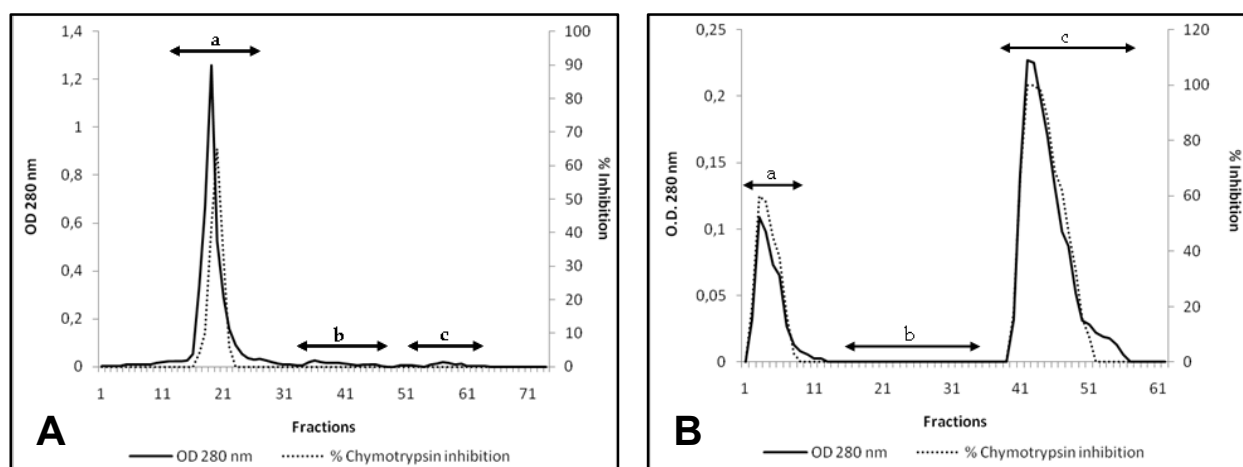 a
b
c
OD 280 nm
1,4
1,2
1
0,8
0,6
0,4
0,2
0
100
90
80
70
60
50
40
30
20
10
0
% Inhibition
1 11 21 31 41 51 61 71
Fractions
A
OD 280 nm % Chymotrypsin inhibition
a
b
c
O.D. 280 nm
0,25
0,2
0,15
0,1
0,05
0
120
100
80
60
40
20
0
% Inhibition
1 11 21 31 41 51 61
Fractions
B
OD 280 nm % Chymotrypsin inhibition